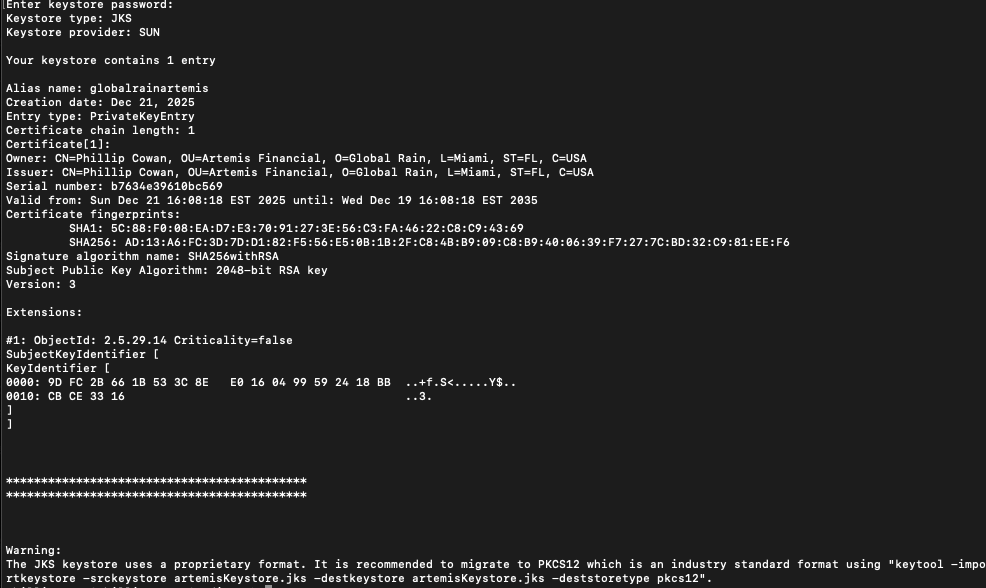 Enter keystore password:
Keystore type: JKS
Keystore provider: SUN
Your keystore contains 1 entry
Alias name: globalrainartemis
Creation date: Dec 21, 2025
Entry type: PrivateKeyEntry
Certificate chain length: 1
Certificate[1]:
Owner: CN=Phillip Cowan, OU=Artemis Financial, O=Global Rain, L=Miami, ST=FL, C=USA
Issuer: CN=Phillip Cowan, OU=Artemis Financial, O=Global Rain, L=Miami, ST=FL, C=USA
Serial number: b7634e39610bc569
Valid from: Sun Dec 21 16:08:18 EST 2025 until: Wed Dec 19 16:08:18 EST 2035
Certificate fingerprints:
SHA1: 5C:88:F0:08:EA:D7:E3:70:91:27:3E:56:C3:FA:46:22:C8:C9:43:69
SHA256: AD:13:A6:FC:3D:7D:D1:82:F5:56:E5:0B:1B:2F:C8:4B:B9:09:C8:B9:40:06:39:F7:27:7C:BD:32:C9:81:EE:F6
Signature algorithm name: SHA256withRSA
Subject Public Key Algorithm: 2048-bit RSA key
Version: 3
Extensions:
#1: ObjectId: 2.5.29.14 Criticality=false
SubjectKeyIdentifier [
KeyIdentifier [
0000: 9D FC 2B 66 1B 53 3C 8E   E0 16 04 99 59 24 18 BB  ..+f.S<.....Y$..
0010: CB CE 33 16                                        ..3.
]
]
*******************************************
*******************************************
Warning:
The JKS keystore uses a proprietary format. It is recommended to migrate to PKCS12 which is an industry standard format using "keytool -impo
rtkeystore -srckeystore artemisKeystore.jks -destkeystore artemisKeystore.jks -deststoretype pkcs12".